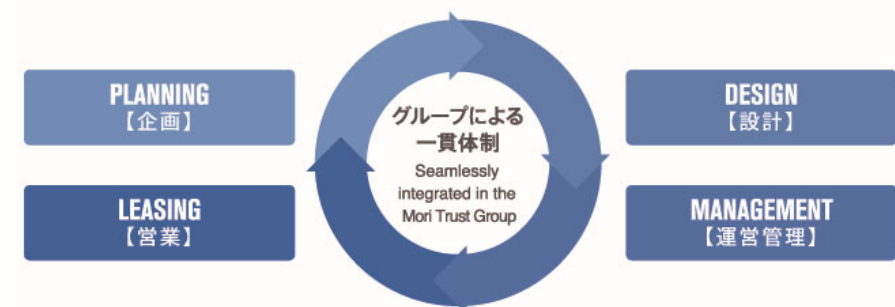 PLANNING
【企画】
LEASING
【営業】
グループによる
一貫体制
Seamlessly
integrated in the
Mori Trust Group
DESIGN
【設計】
MANAGEMENT
【運営管理】